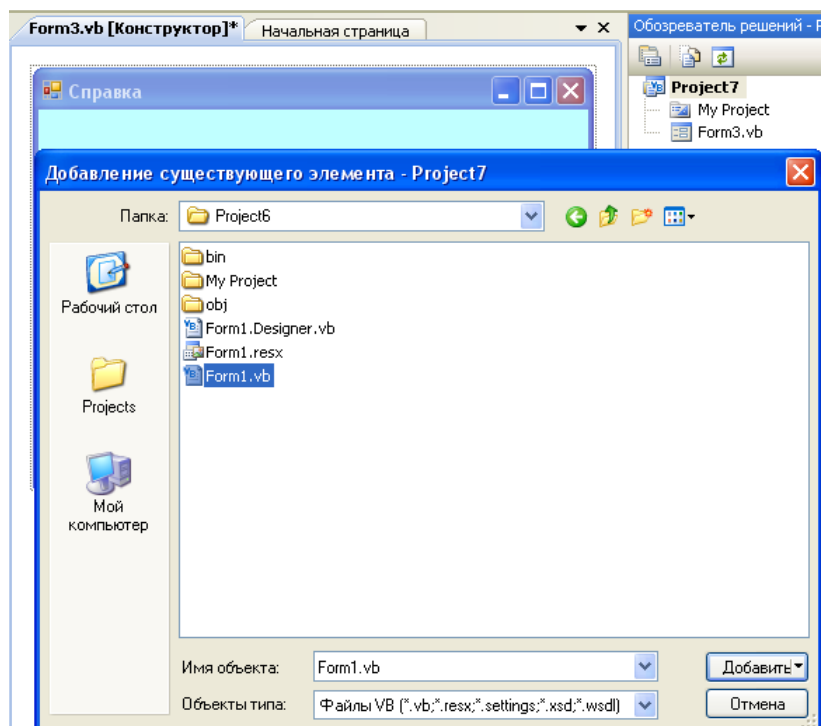 Form3.vb [Конструктор]* Начальная страница
Обозреватель решений - P
Справка
Project7
My Project
Form3.vb
Добавление существующего элемента - Project7
Папка: Project6
Рабочий стол
Projects
Мой
компьютер
bin
My Project
obj
Form1.Designer.vb
Form1.resx
Form1.vb
Имя объекта: Form1.vb Добавить
Объекты типа: Файлы VB (*.vb;*.resx;*.settings;*.xsd;*.wsdl) Отмена